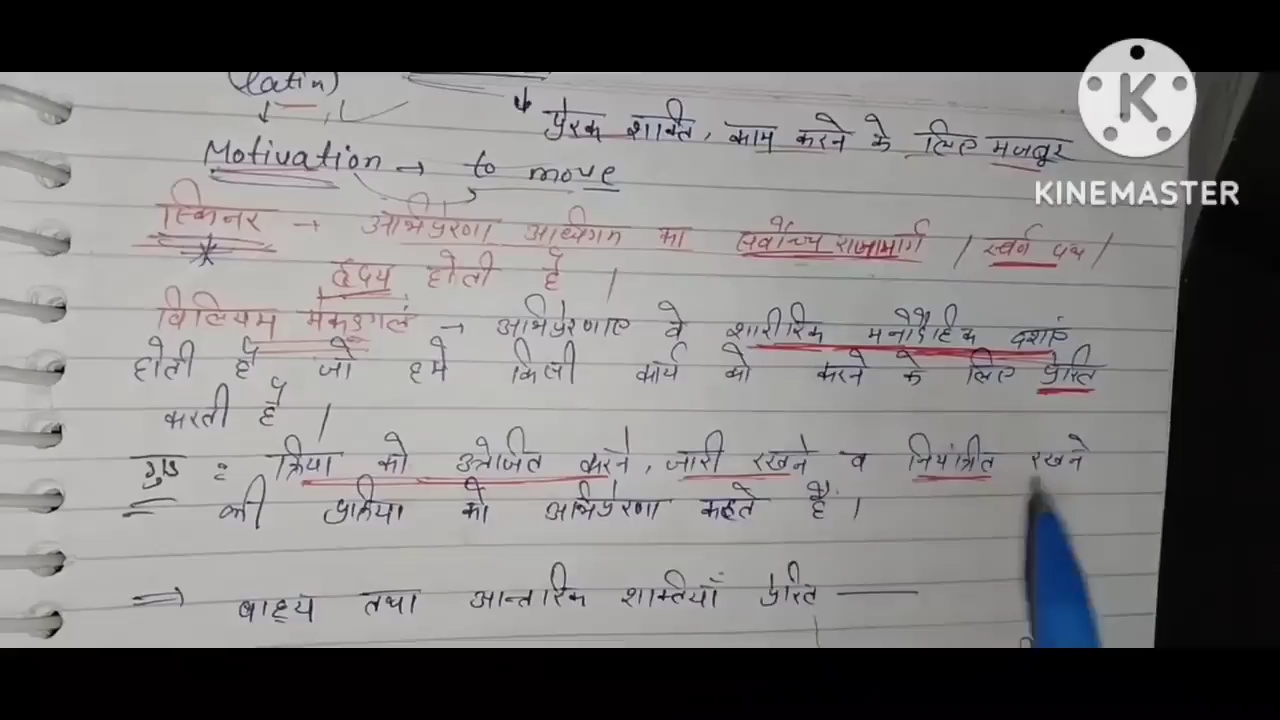 (latin)
प्रेरक शक्ति, काम करने के लिए मजबूर
Motivation → to move
स्किनर → अभिप्रेरणा अधिगम का सर्वोच्च राजमार्ग / स्वर्ण पथ /
हृदय होती है ।
विलियम मैकडूगल → अभिप्रेरणाए वे शारीरिक मनोदैहिक दशाएं
होती है जो हमे किसी कार्य को करने के लिए प्रेरित
करती है ।
गुड = क्रिया को उत्तेजित करने, जारी रखने व नियंत्रित रखने
की प्रक्रिया को अभिप्रेरणा कहते है ।
⇒ बाह्य तथा आन्तरिक शक्तियाँ प्रेरित
K
KINEMASTER